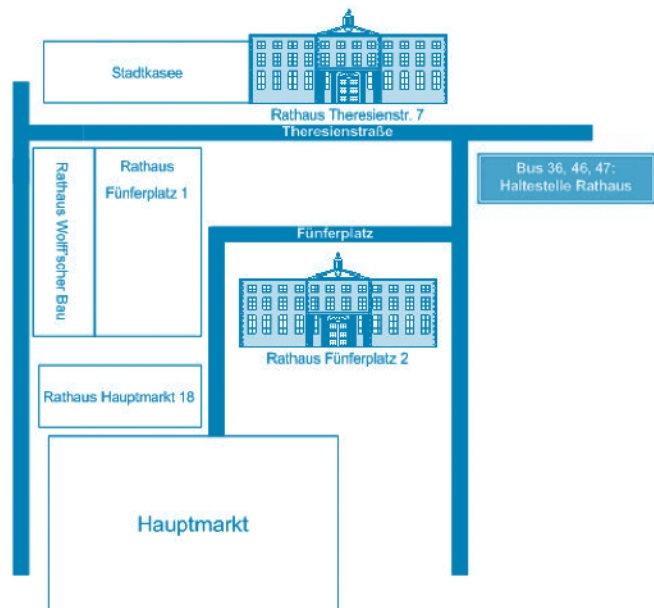 Stadtkasee
Rathaus Theresienstr. 7
Theresienstraße
Rathaus Wolff'scher Bau
Rathaus
Fünferplatz 1
Bus 36, 46, 47:
Haltestelle Rathaus
Fünferplatz
Rathaus Fünferplatz 2
Rathaus Hauptmarkt 18
Hauptmarkt